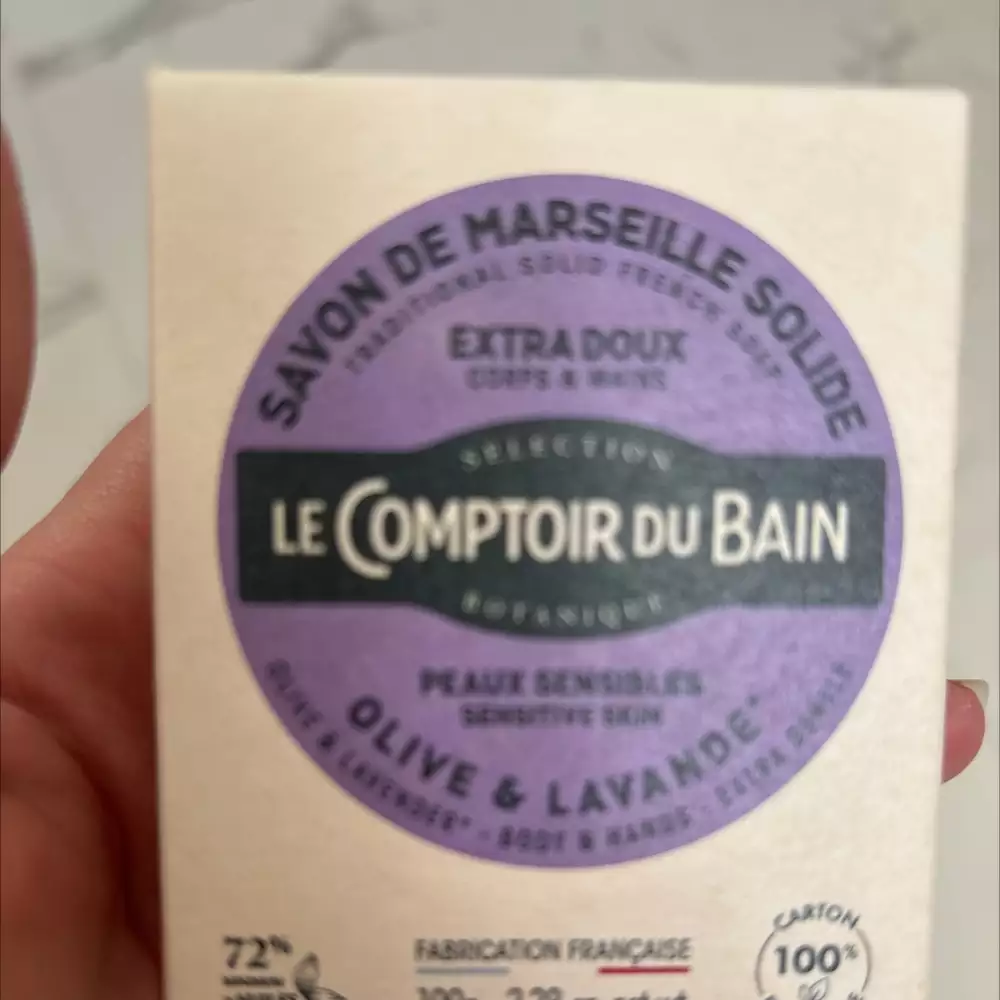 SAVON DE MARSEILLE SOLIDE
TRADITIONAL SOLID FRENCH SOAP
EXTRA DOUX
CORPS & MAINS
SELECTION
LE COMPTOIR DU BAIN
BOTANIQUE
PEAUX SENSIBLES
SENSITIVE SKIN
OLIVE & LAVANDE*
OLIVE & LAVENDER* - BODY & HANDS - EXTRA
72%
FABRICATION FRANÇAISE
CARTON
100%